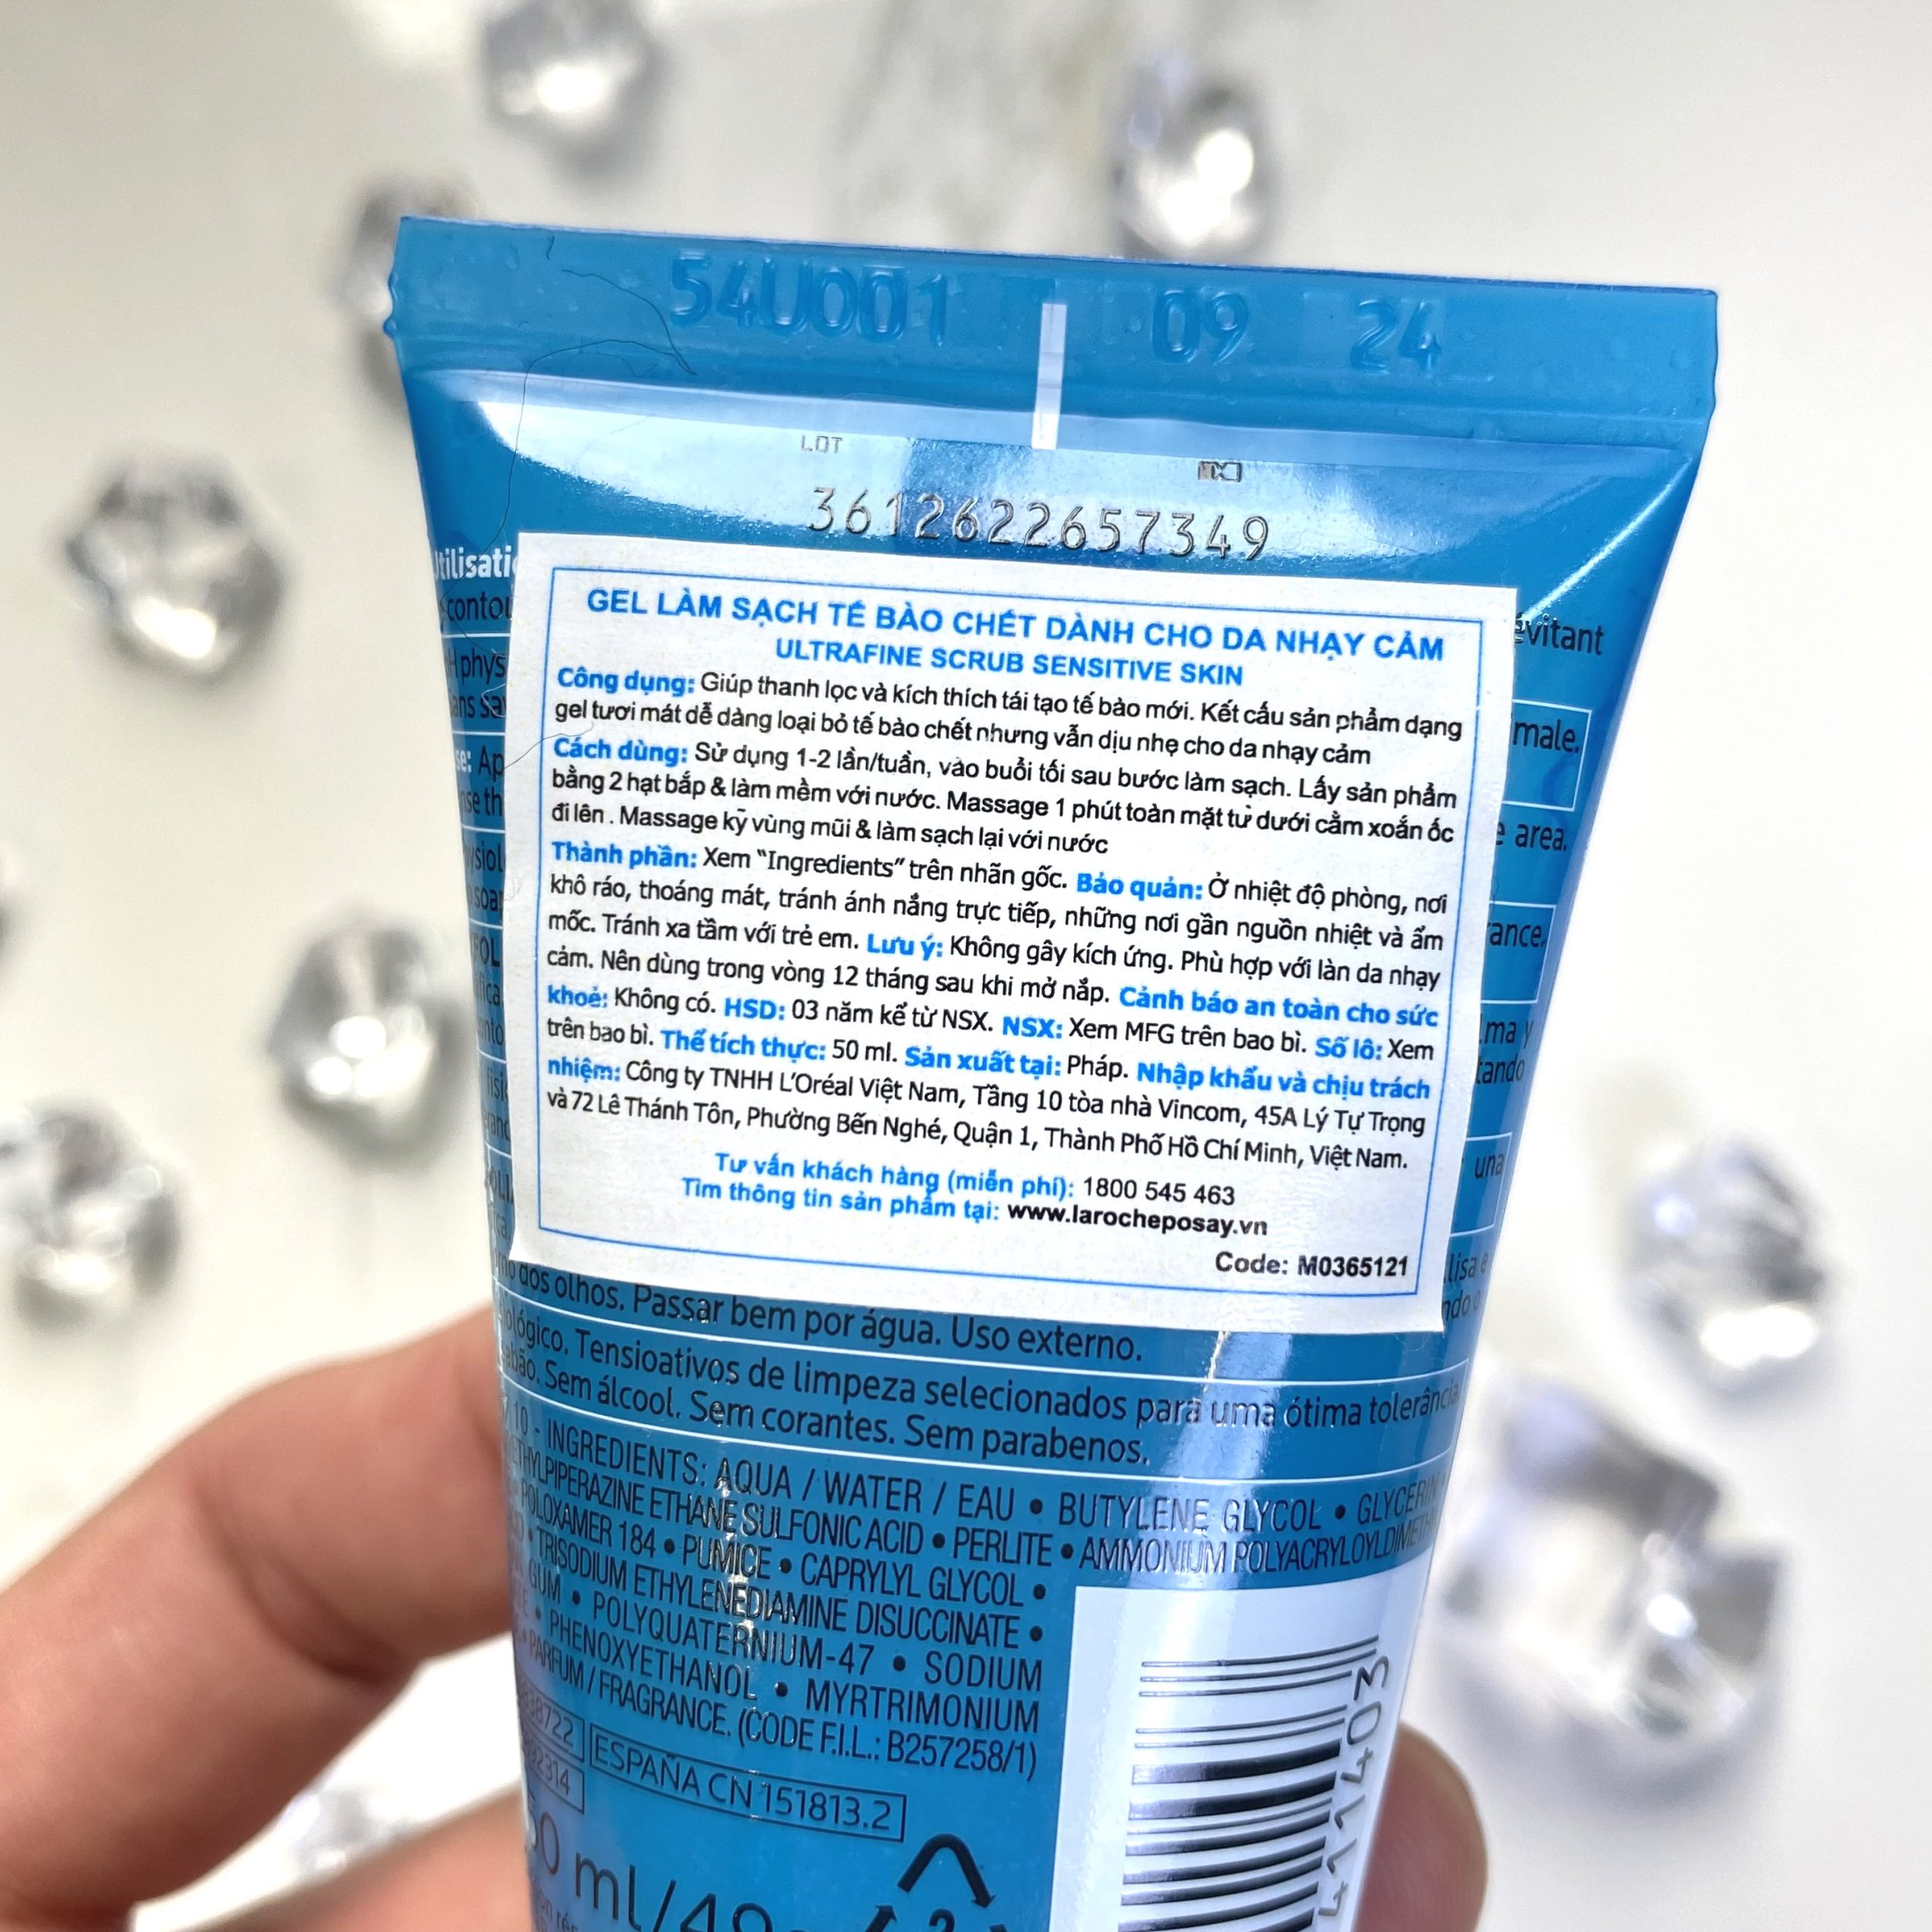 54U001 09 24
LOT
3612622657349
GEL LÀM SẠCH TẾ BÀO CHẾT DÀNH CHO DA NHẠY CẢM
ULTRAFINE SCRUB SENSITIVE SKIN
Công dụng: Giúp thanh lọc và kích thích tái tạo tế bào mới. Kết cấu sản phẩm dạng
gel tươi mát dễ dàng loại bỏ tế bào chết nhưng vẫn dịu nhẹ cho da nhạy cảm
Cách dùng: Sử dụng 1-2 lần/tuần, vào buổi tối sau bước làm sạch. Lấy sản phẩm
bằng 2 hạt bắp & làm mềm với nước. Massage 1 phút toàn mặt từ dưới cằm xoắn ốc
đi lên . Massage kỹ vùng mũi & làm sạch lại với nước
Thành phần: Xem "Ingredients" trên nhãn gốc. Bảo quản: Ở nhiệt độ phòng, nơi
khô ráo, thoáng mát, tránh ánh nắng trực tiếp, những nơi gần nguồn nhiệt và ẩm
mốc. Tránh xa tầm với trẻ em. Lưu ý: Không gây kích ứng. Phù hợp với làn da nhạy
cảm. Nên dùng trong vòng 12 tháng sau khi mở nắp. Cảnh báo an toàn cho sức
khoẻ: Không có. HSD: 03 năm kể từ NSX. NSX: Xem MFG trên bao bì. Số lô: Xem
trên bao bì. Thể tích thực: 50 ml. Sản xuất tại: Pháp. Nhập khẩu và chịu trách
nhiệm: Công ty TNHH L'Oréal Việt Nam, Tầng 10 tòa nhà Vincom, 45A Lý Tự Trọng
và 72 Lê Thánh Tôn, Phường Bến Nghé, Quận 1, Thành Phố Hồ Chí Minh, Việt Nam.
Tư vấn khách hàng (miễn phí): 1800 545 463
Tìm thông tin sản phẩm tại: www.larocheposay.vn
Code: M0365121
évitant
male.
area.
dos olhos. Passar bem por água. Uso externo.
Tensioativos de limpeza selecionados para uma ótima
Sem álcool. Sem corantes. Sem parabenos.
10 - INGREDIENTS: AQUA / WATER / EAU • BUTYLENE GLYCOL •
ETHANE SULFONIC ACID • PERLITE • AMMONIUM
POLOXAMER 184 • PUMICE • CAPRYLYL GLYCOL •
• TRISODIUM ETHYLENEDIAMINE DISUCCINATE •
GUM • POLYQUATERNIUM-47 • SODIUM
• PHENOXYETHANOL • MYRTRIMONIUM
• PARFUM / FRAGRANCE. (CODE F.I.L.: B257258/1)
ESPAÑA CN 151813.2
ml/49